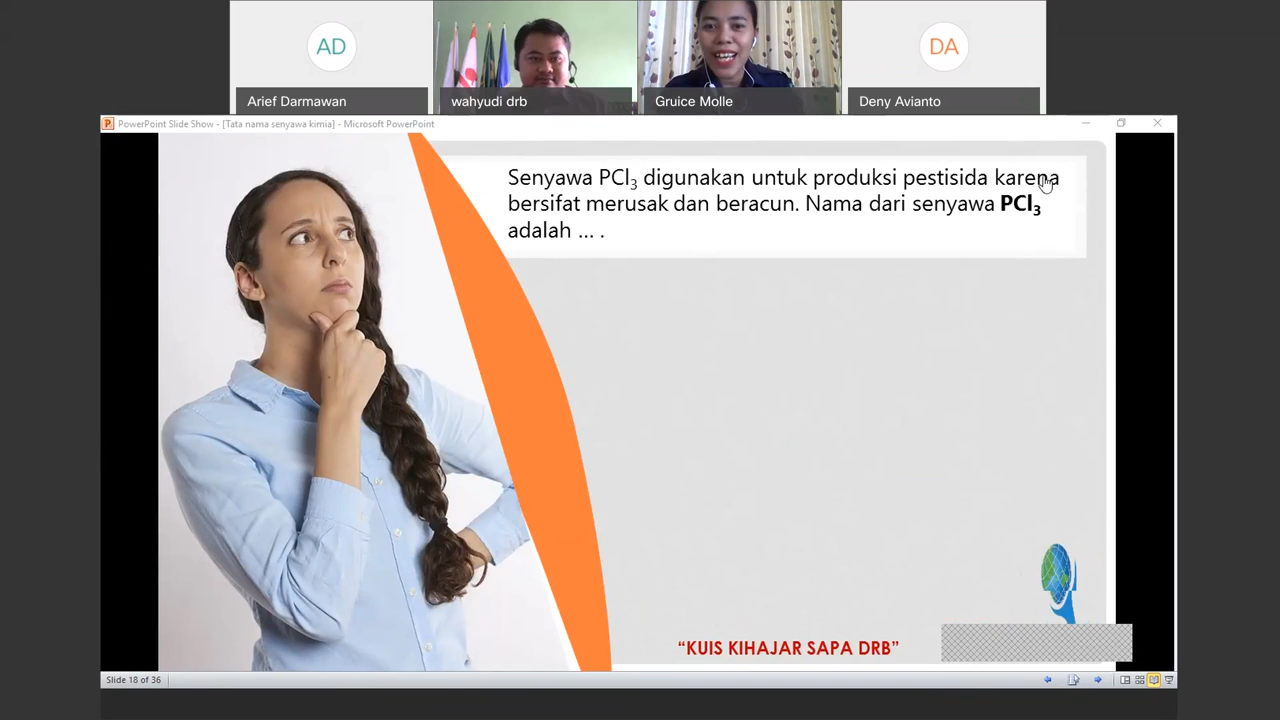 AD
DA
Arief Darmawan
wahyudi drb
Gruice Molle
Deny Avianto
PowerPoint Slide Show - [Tata nama senyawa kimia] - Microsoft PowerPoint
Senyawa PCl₃ digunakan untuk produksi pestisida karena
bersifat merusak dan beracun. Nama dari senyawa PCl₃
adalah ... .
“KUIS KIHAJAR SAPA DRB”
Slide 18 of 36